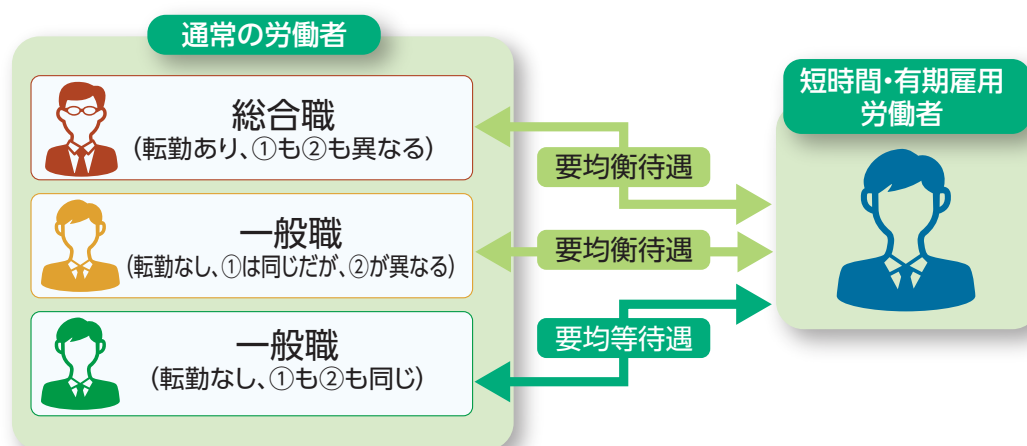 通常の労働者
総合職
(転勤あり、①も②も異なる)
要均衡待遇
一般職
(転勤なし、①は同じだが、②が異なる)
要均衡待遇
一般職
(転勤なし、①も②も同じ)
要均等待遇
短時間・有期雇用
労働者